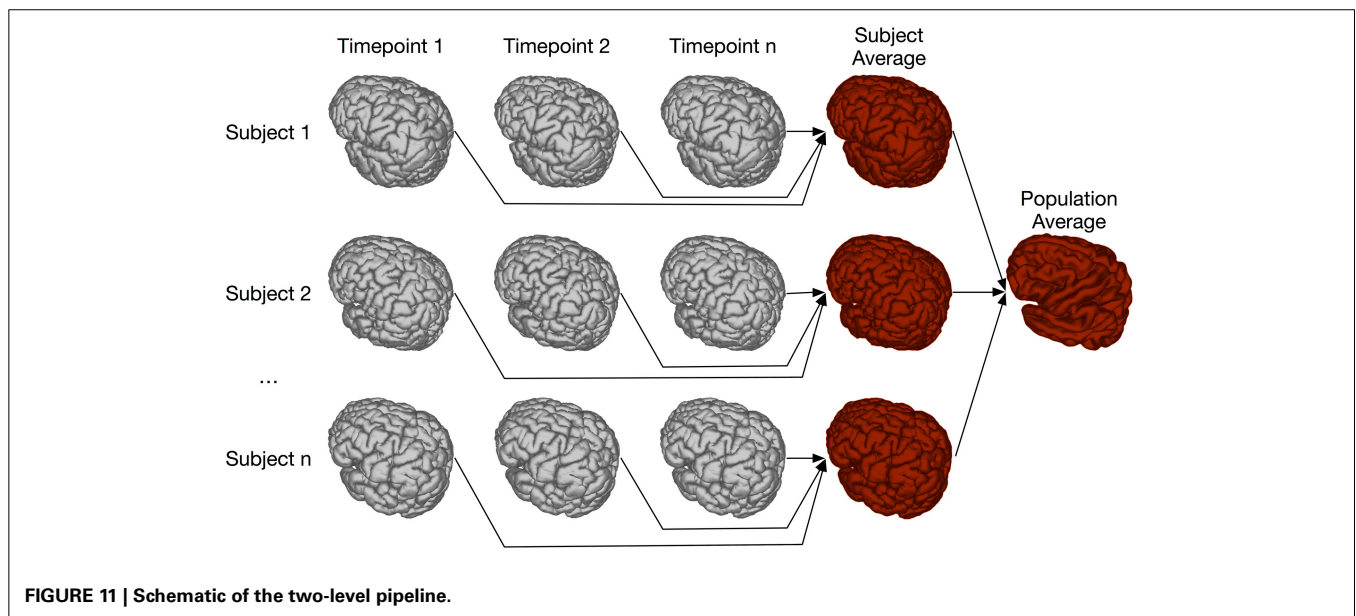 Timepoint 1
Timepoint 2
Timepoint n
Subject
Average
Subject 1
Population
Average
Subject 2
...
Subject n
FIGURE 11 | Schematic of the two-level pipeline.